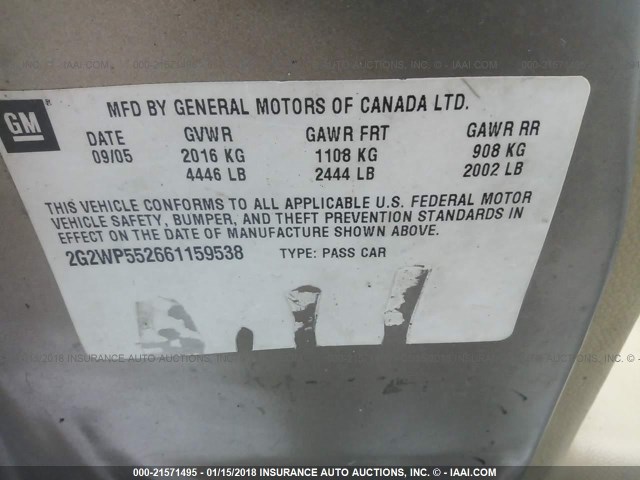 GM
MFD BY GENERAL MOTORS OF CANADA LTD.
DATE GVWR GAWR FRT GAWR RR
09/05 2016 KG 1108 KG 908 KG
4446 LB 2444 LB 2002 LB
THIS VEHICLE CONFORMS TO ALL APPLICABLE U.S. FEDERAL MOTOR
VEHICLE SAFETY, BUMPER, AND THEFT PREVENTION STANDARDS IN
EFFECT ON THE DATE OF MANUFACTURE SHOWN ABOVE.
2G2WP552661159538 TYPE: PASS CAR
000-21571495 - 01/15/2018 INSURANCE AUTO AUCTIONS, INC. © - IAAI.COM